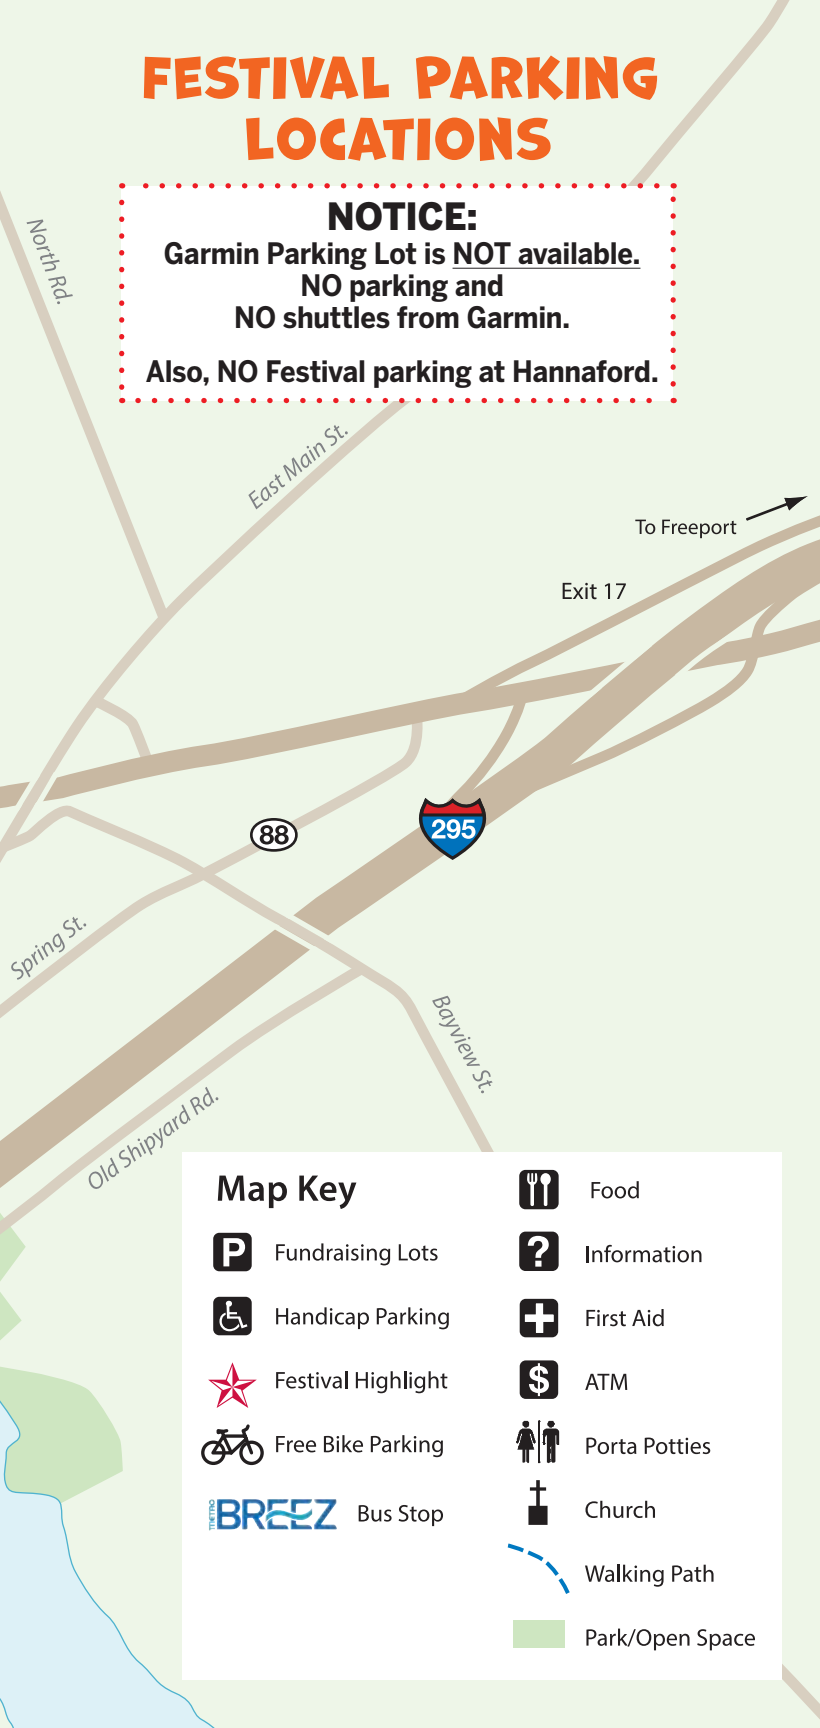 FESTIVAL PARKING
LOCATIONS
NOTICE:
Garmin Parking Lot is NOT available.
NO parking and
NO shuttles from Garmin.
Also, NO Festival parking at Hannaford.
North Rd.
East Main St.
To Freeport
Exit 17
88
295
Spring St.
Bayview St.
Old Shipyard Rd.
Map Key
P Fundraising Lots
Handicap Parking
Festival Highlight
Free Bike Parking
METRO BREEZ Bus Stop
Food
? Information
First Aid
$ ATM
Porta Potties
Church
Walking Path
Park/Open Space